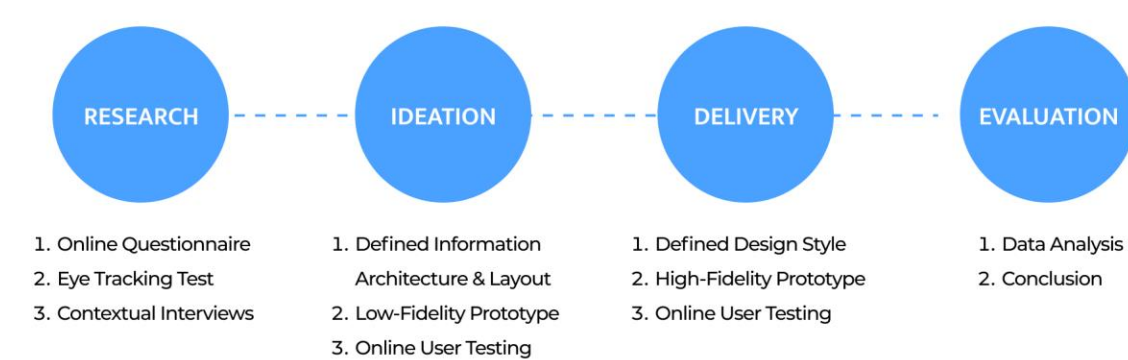 RESEARCH
IDEATION
DELIVERY
EVALUATION
1. Online Questionnaire
2. Eye Tracking Test
3. Contextual Interviews
1. Defined Information
Architecture & Layout
2. Low-Fidelity Prototype
3. Online User Testing
1. Defined Design Style
2. High-Fidelity Prototype
3. Online User Testing
1. Data Analysis
2. Conclusion